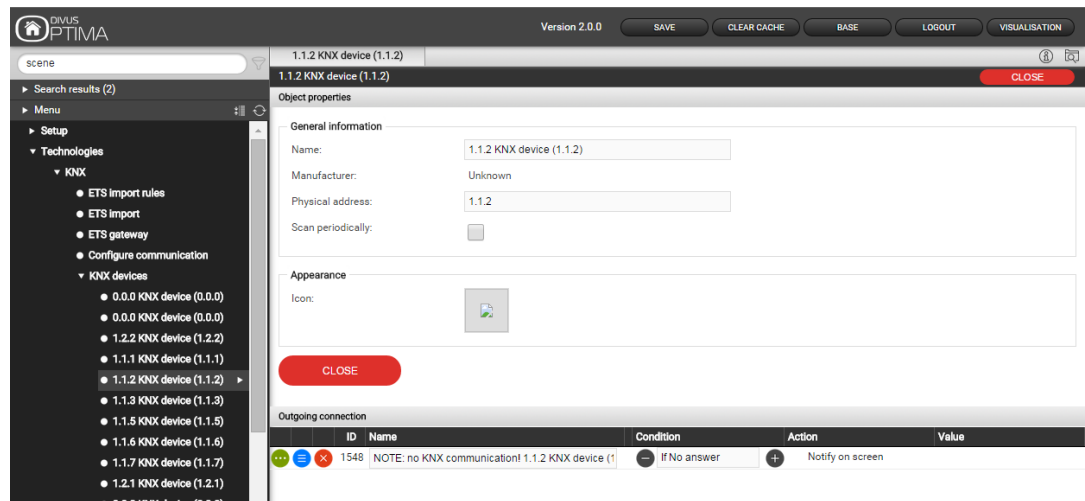 DIVUS
OPTIMA
Version 2.0.0
SAVE
CLEAR CACHE
BASE
LOGOUT
VISUALISATION
scene
Search results (2)
Menu
Setup
Technologies
KNX
ETS import rules
ETS import
ETS gateway
Configure communication
KNX devices
0.0.0 KNX device (0.0.0)
0.0.0 KNX device (0.0.0)
1.2.2 KNX device (1.2.2)
1.1.1 KNX device (1.1.1)
1.1.2 KNX device (1.1.2)
1.1.3 KNX device (1.1.3)
1.1.5 KNX device (1.1.5)
1.1.6 KNX device (1.1.6)
1.1.7 KNX device (1.1.7)
1.2.1 KNX device (1.2.1)
1.1.2 KNX device (1.1.2)
1.1.2 KNX device (1.1.2)
CLOSE
Object properties
General information
Name: 1.1.2 KNX device (1.1.2)
Manufacturer: Unknown
Physical address: 1.1.2
Scan periodically:
Appearance
Icon:
CLOSE
Outgoing connection
ID Name Condition Action Value
1548 NOTE: no KNX communication! 1.1.2 KNX device (1 If No answer Notify on screen